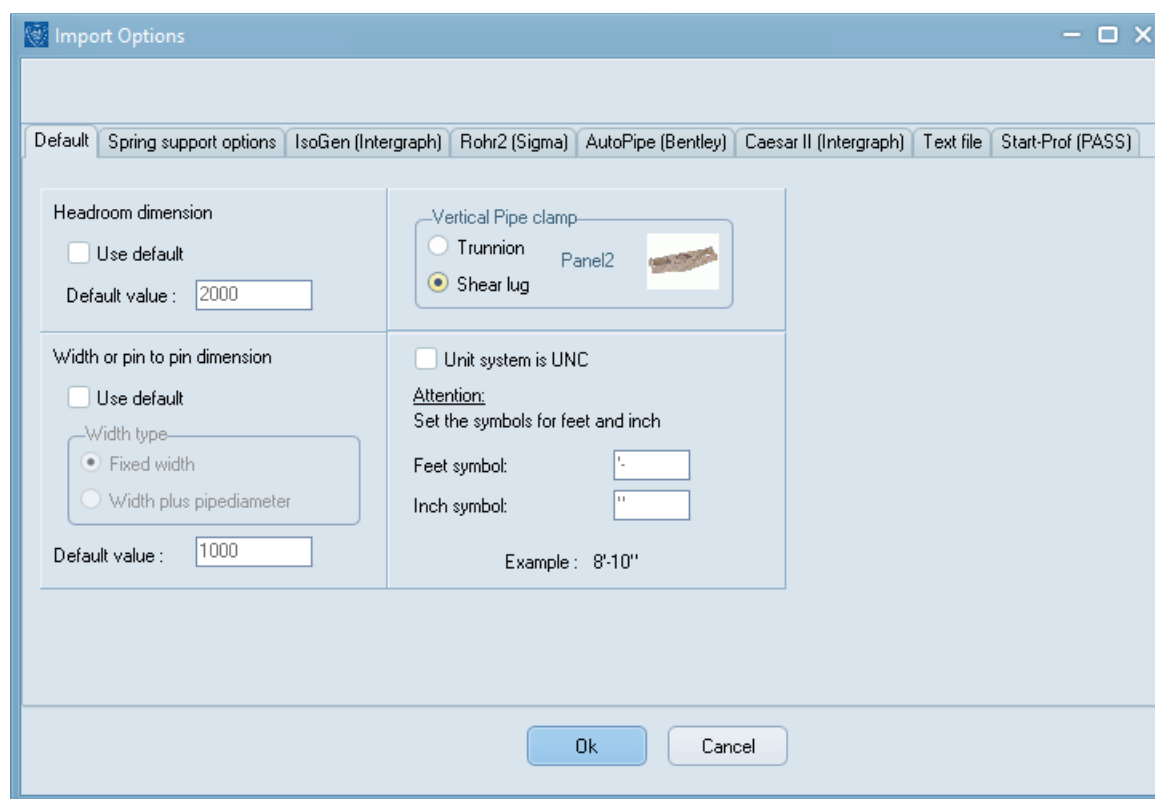 Import Options
Default Spring support options IsoGen (Intergraph) Rohr2 (Sigma) AutoPipe (Bentley) Caesar II (Intergraph) Text file Start-Prof (PASS)
Headroom dimension
Use default
Default value : 2000
Vertical Pipe clamp
Trunnion
Panel2
Shear lug
Width or pin to pin dimension
Use default
Width type
Fixed width
Width plus pipediameter
Default value : 1000
Unit system is UNC
Attention:
Set the symbols for feet and inch
Feet symbol: '-
Inch symbol: ''
Example : 8'-10''
Ok Cancel